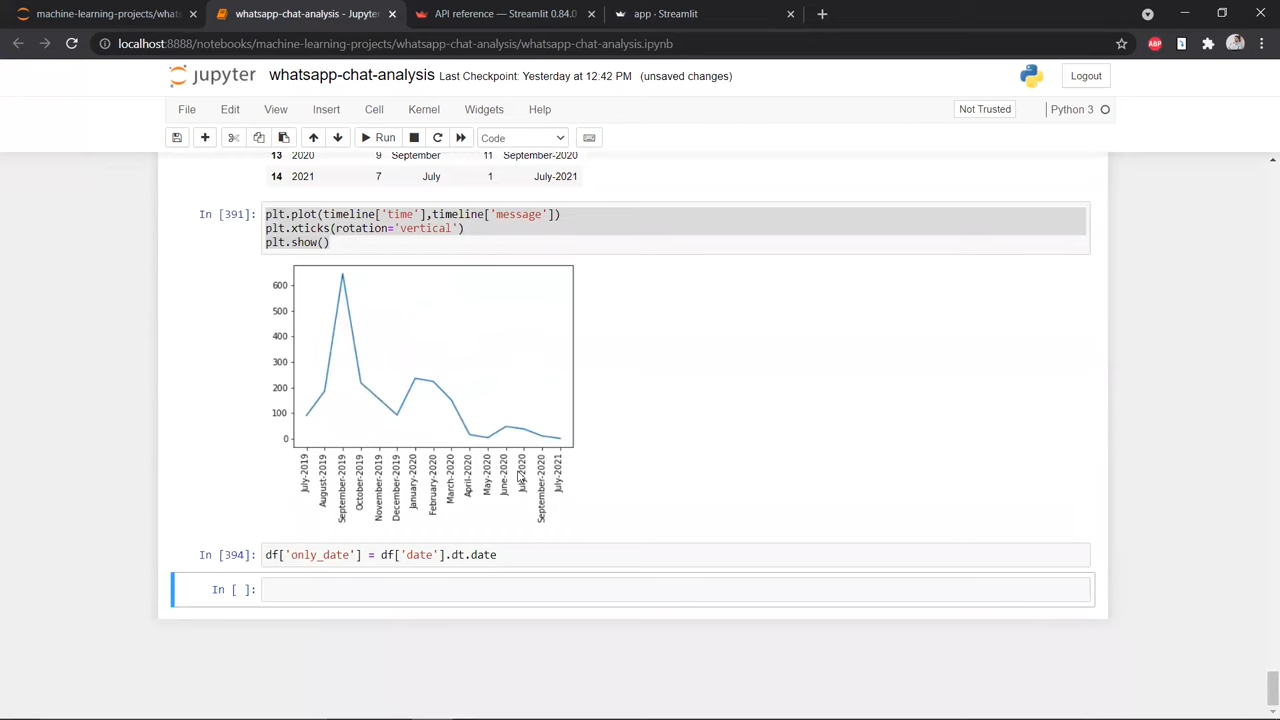 machine-learning-projects/whats
whatsapp-chat-analysis - Jupyte
API reference — Streamlit 0.84.0
app · Streamlit
localhost:8888/notebooks/machine-learning-projects/whatsapp-chat-analysis/whatsapp-chat-analysis.ipynb
ABP
jupyter whatsapp-chat-analysis Last Checkpoint: Yesterday at 12:42 PM (unsaved changes)
Logout
File Edit View Insert Cell Kernel Widgets Help
Not Trusted
Python 3
Run
Code
13 2020 9 September 11 September-2020
14 2021 7 July 1 July-2021
In [391]: plt.plot(timeline['time'],timeline['message'])
plt.xticks(rotation='vertical')
plt.show()
600
500
400
300
200
100
0
July-2019
August-2019
September-2019
October-2019
November-2019
December-2019
January-2020
February-2020
March-2020
April-2020
May-2020
June-2020
July-2020
September-2020
July-2021
In [394]: df['only_date'] = df['date'].dt.date
In [ ]: